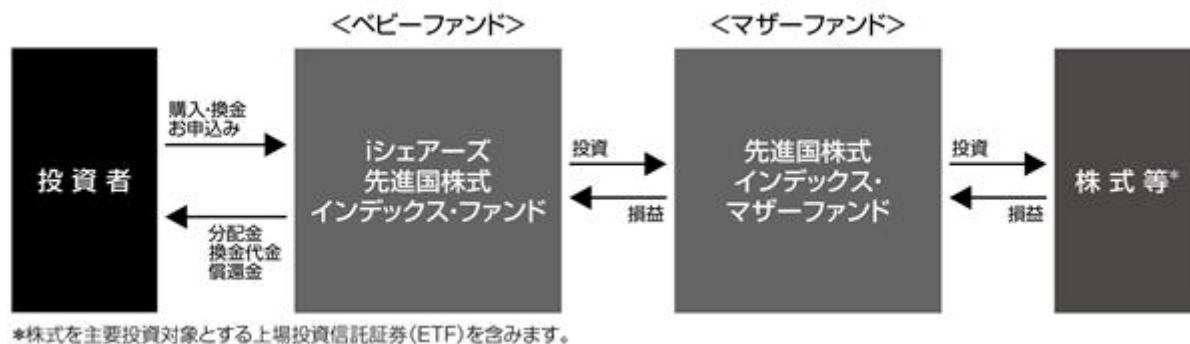 <ベビーファンド>
<マザーファンド>
投資者
購入・換金
お申込み
分配金
換金代金
償還金
iシェアーズ
先進国株式
インデックス・ファンド
投資
損益
先進国株式
インデックス・
マザーファンド
投資
損益
株式等*
*株式を主要投資対象とする上場投資信託証券(ETF)を含みます。